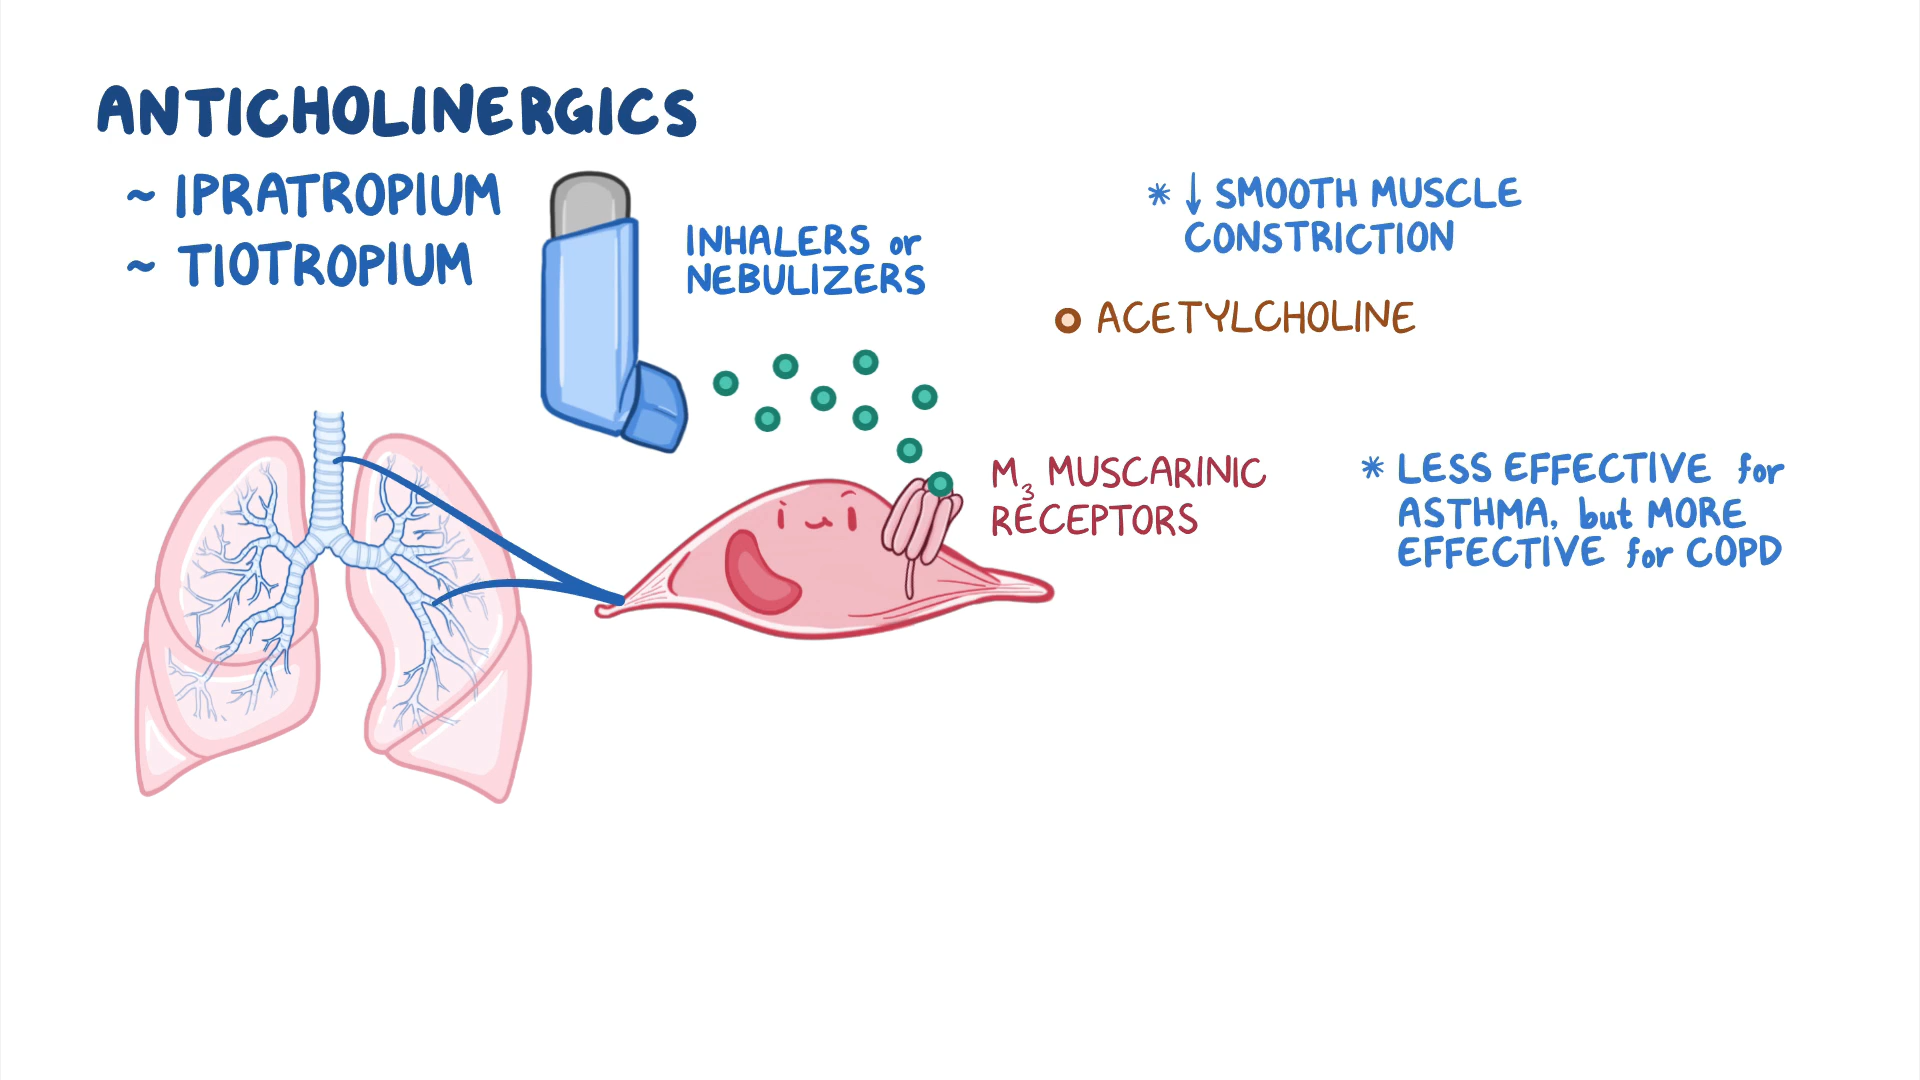 ANTICHOLINERGICS
~ IPRATROPIUM
~ TIOTROPIUM
INHALERS or
NEBULIZERS
* ↓ SMOOTH MUSCLE
CONSTRICTION
ACETYLCHOLINE
M₃ MUSCARINIC
RECEPTORS
* LESS EFFECTIVE for
ASTHMA, but MORE
EFFECTIVE for COPD